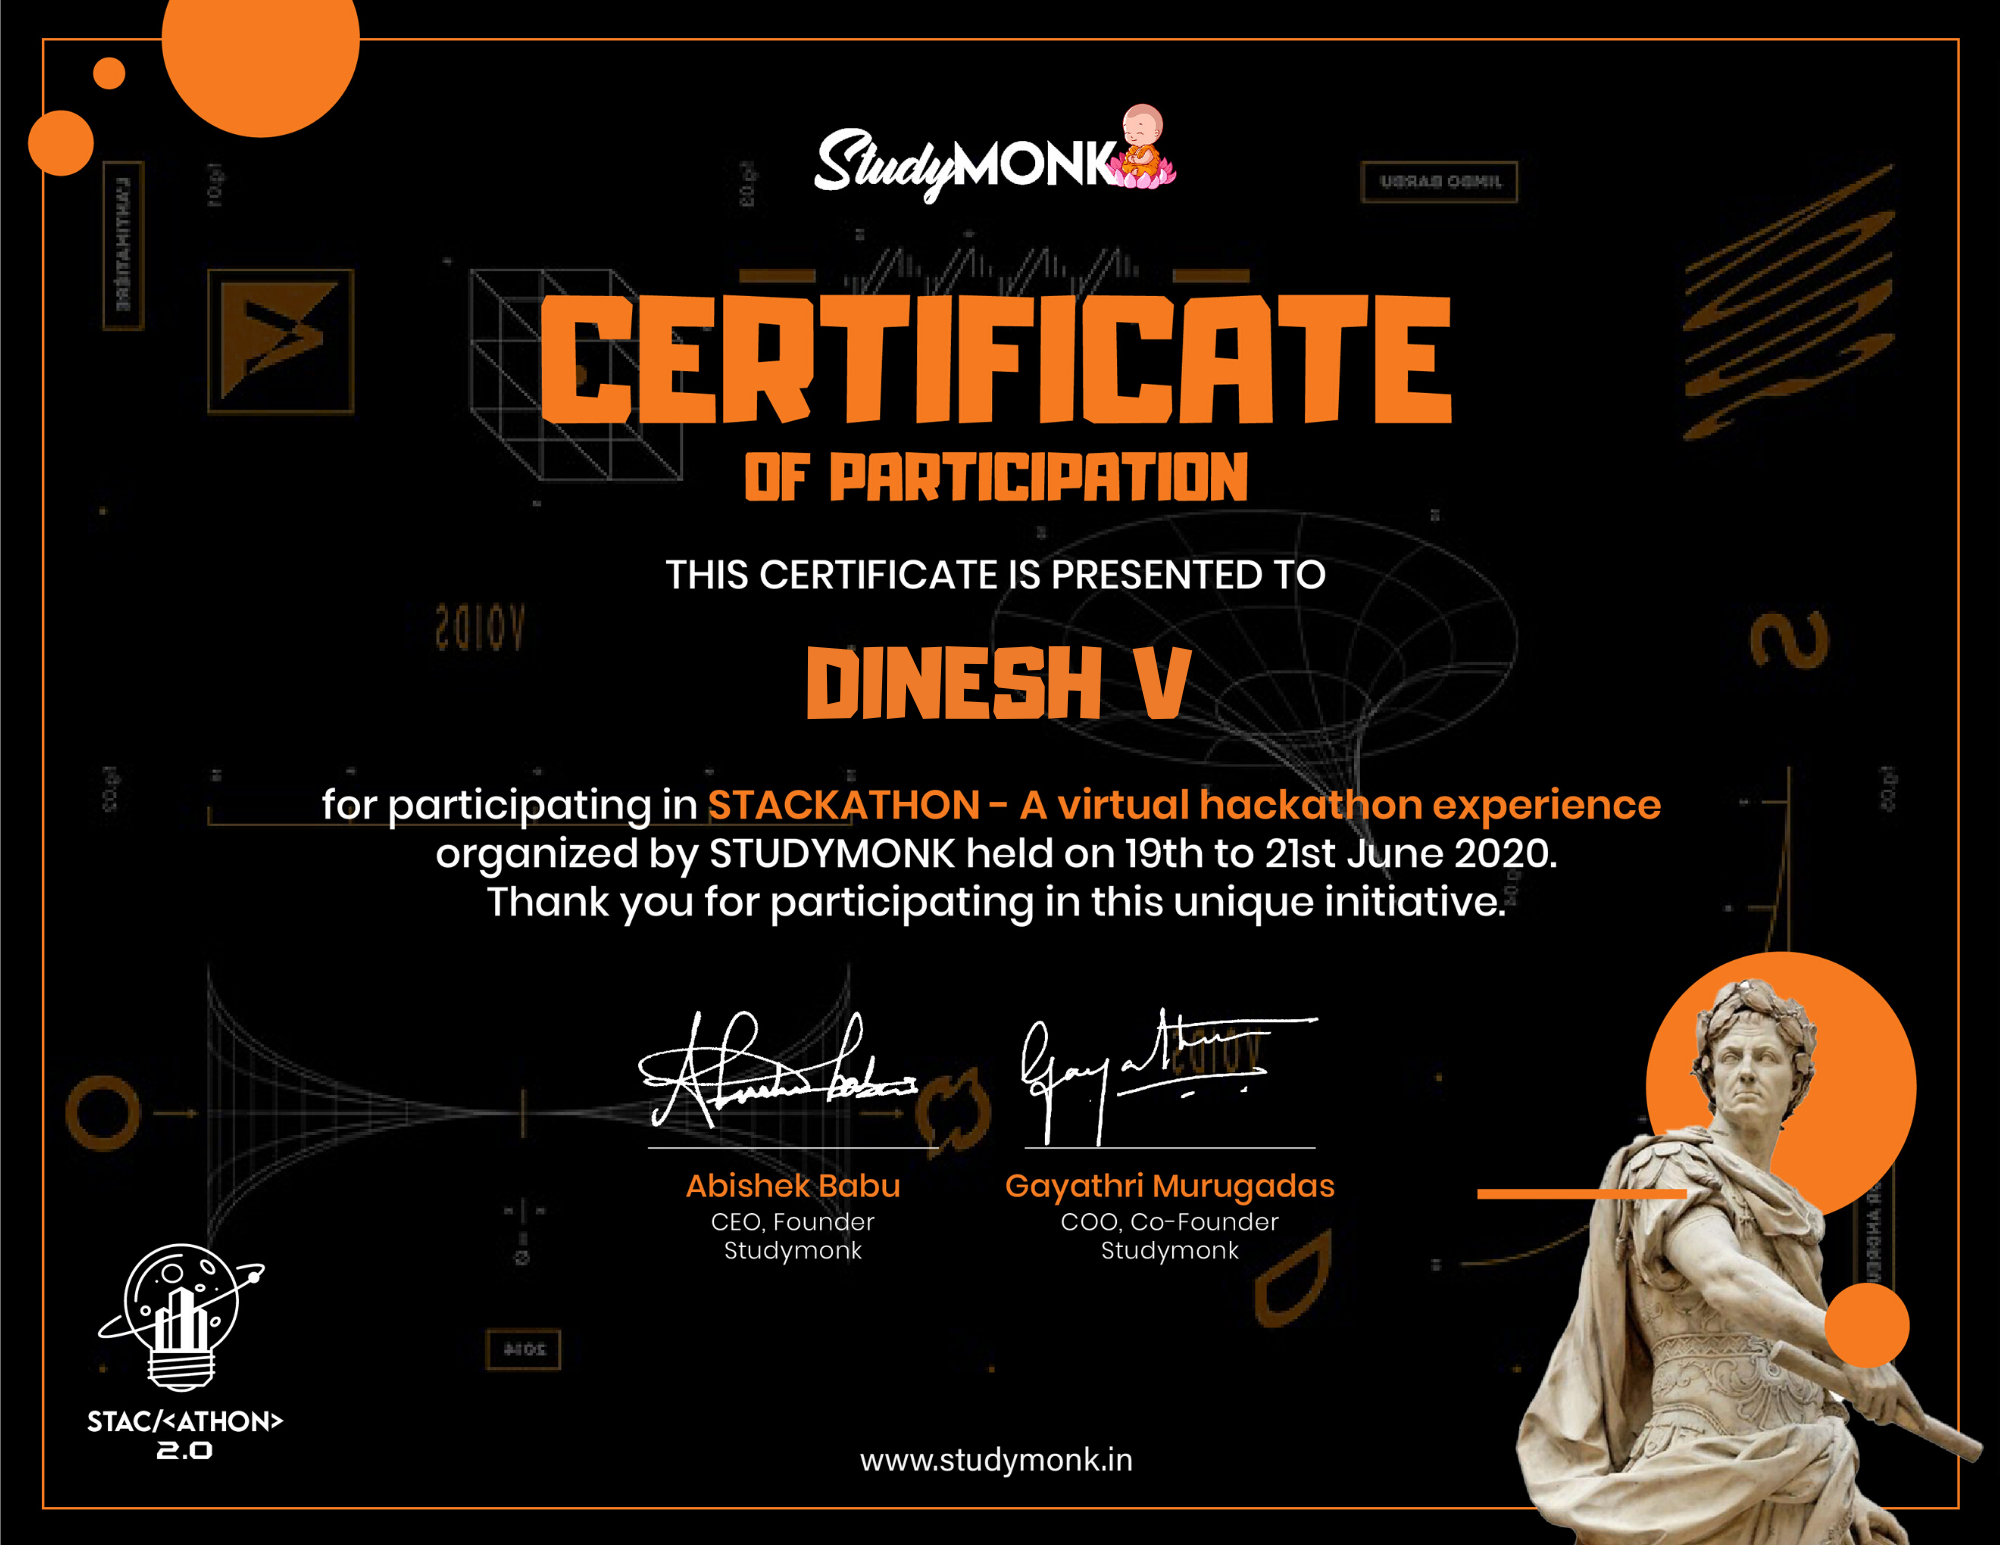 StudyMONK
CERTIFICATE
OF PARTICIPATION
THIS CERTIFICATE IS PRESENTED TO
DINESH V
for participating in STACKATHON - A virtual hackathon experience
organized by STUDYMONK held on 19th to 21st June 2020.
Thank you for participating in this unique initiative.
Abishek Babu
CEO, Founder
Studymonk
Gayathri Murugadas
COO, Co-Founder
Studymonk
STAC/<ATHON>
2.0
www.studymonk.in